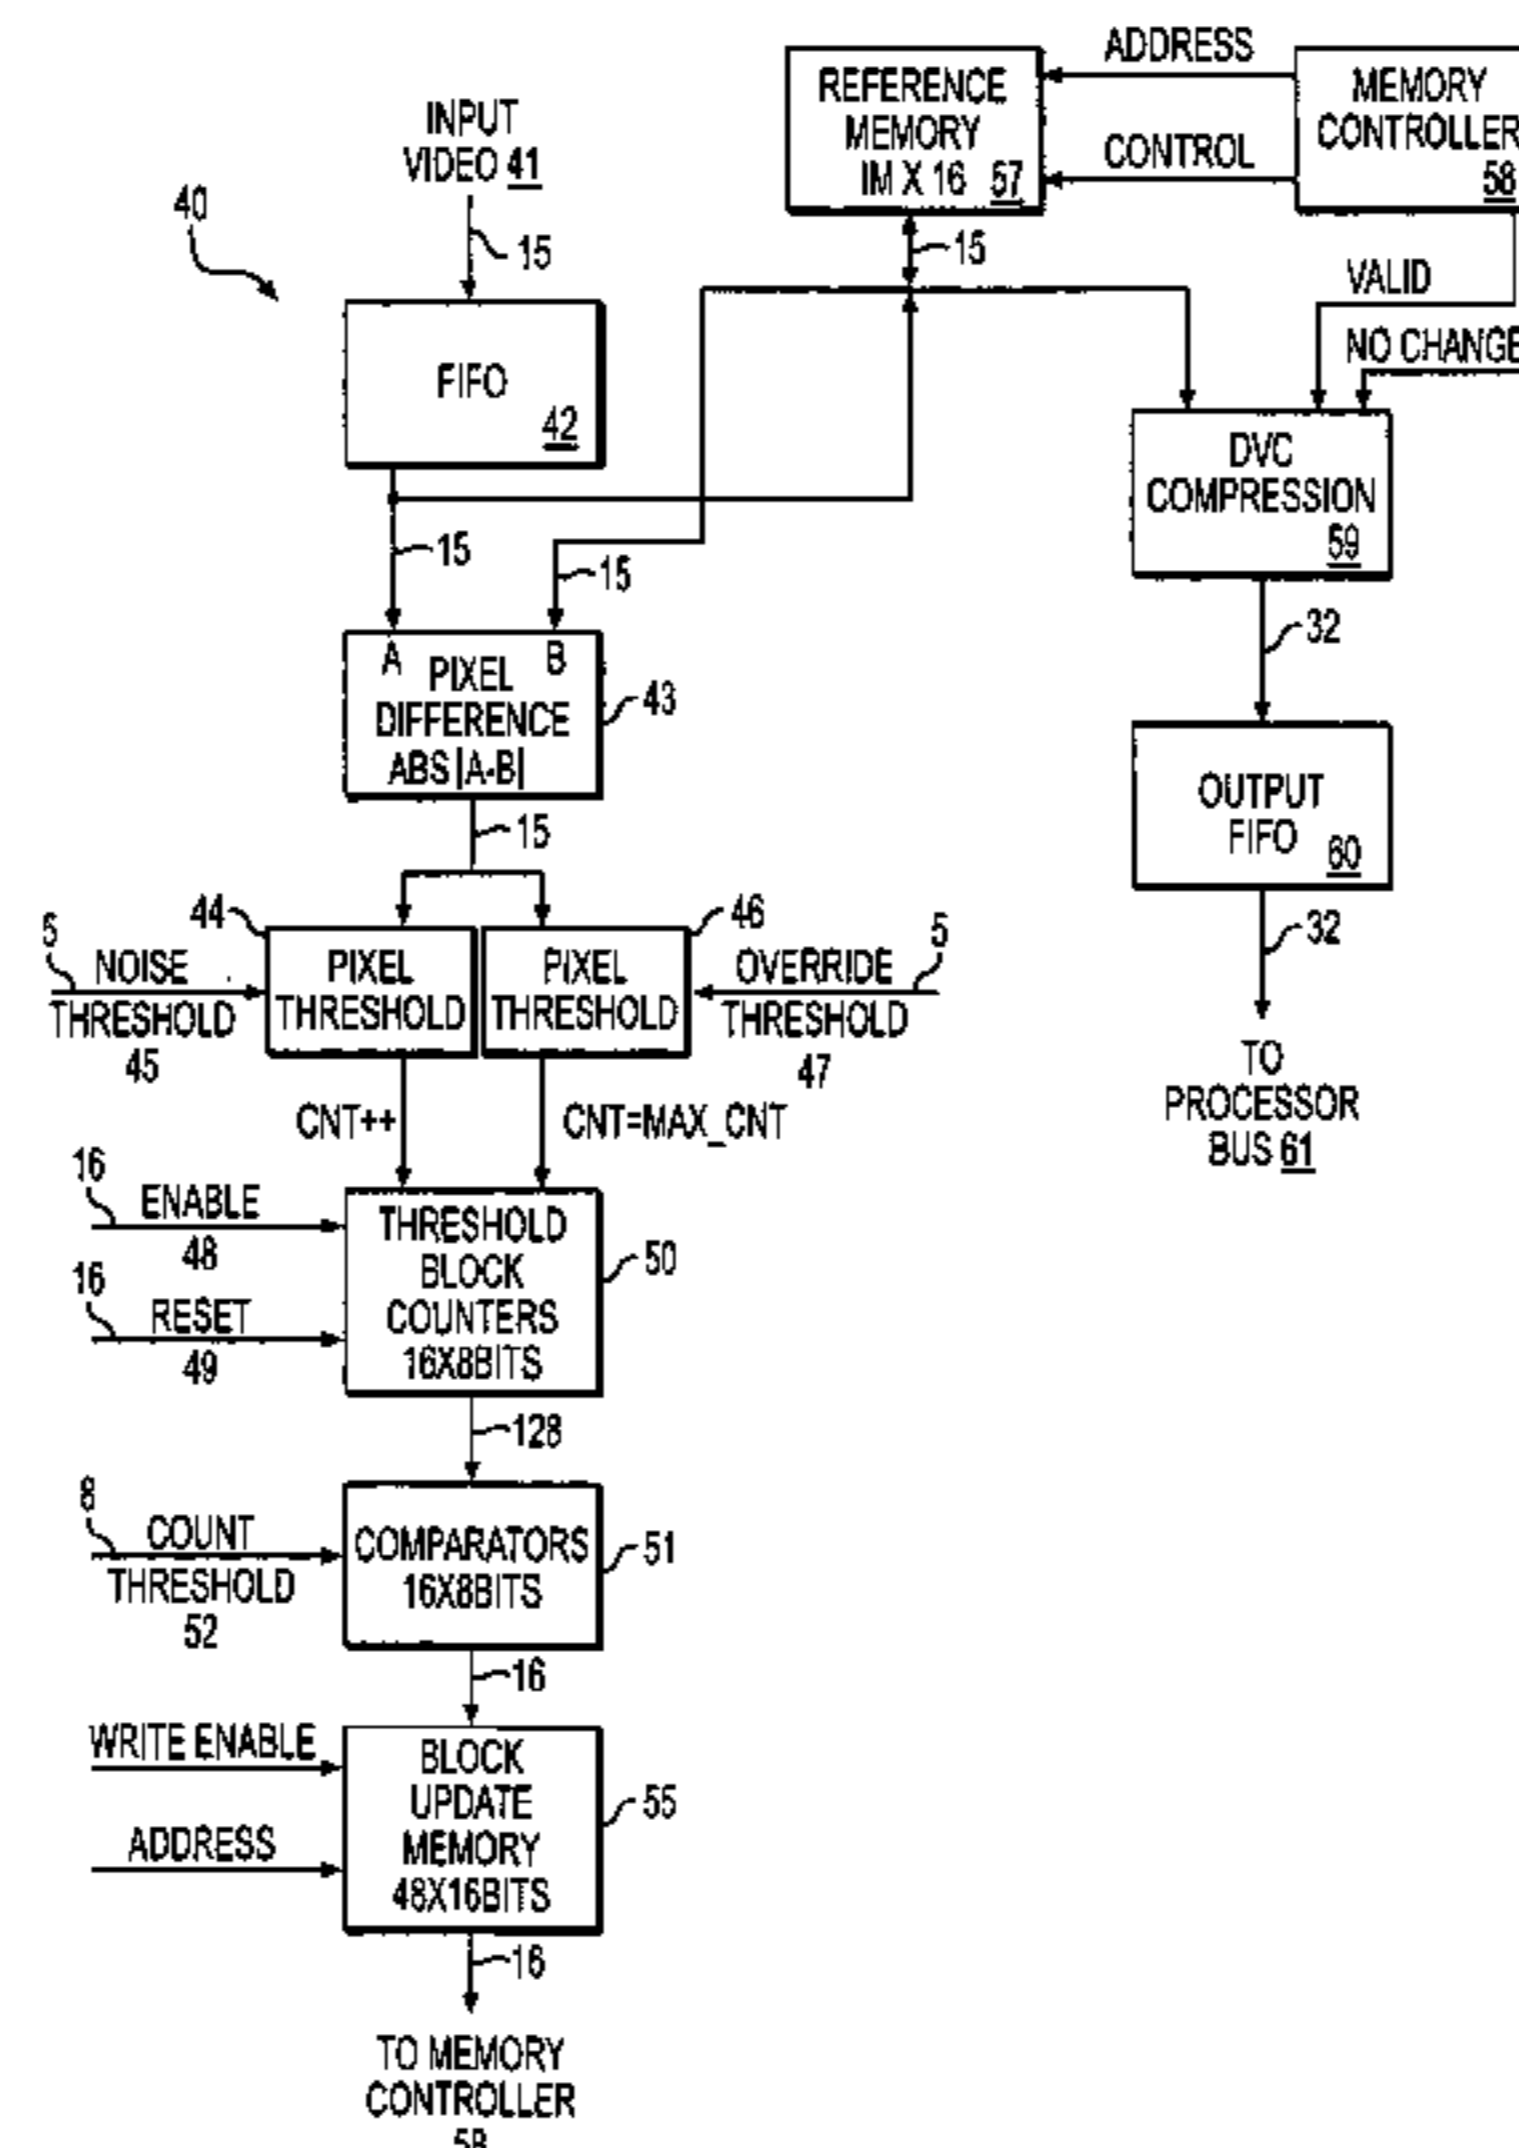 INPUT
VIDEO 41
40
15
FIFO
42
REFERENCE
MEMORY
IM X 16 57
ADDRESS
CONTROL
MEMORY
CONTROLLER
58
15
VALID
NO CHANGE
15
15
DVC
COMPRESSION
59
32
OUTPUT
FIFO 60
32
TO
PROCESSOR
BUS 61
A B
PIXEL
DIFFERENCE
ABS |A-B|
43
15
44
46
5
NOISE
THRESHOLD
45
PIXEL
THRESHOLD
PIXEL
THRESHOLD
5
OVERRIDE
THRESHOLD
47
CNT++
CNT=MAX_CNT
16
ENABLE
48
16
RESET
49
THRESHOLD
BLOCK
COUNTERS
16X8BITS
50
128
8
COUNT
THRESHOLD
52
COMPARATORS
16X8BITS
51
16
WRITE ENABLE
ADDRESS
BLOCK
UPDATE
MEMORY
48X16BITS
55
16
TO MEMORY
CONTROLLER
58